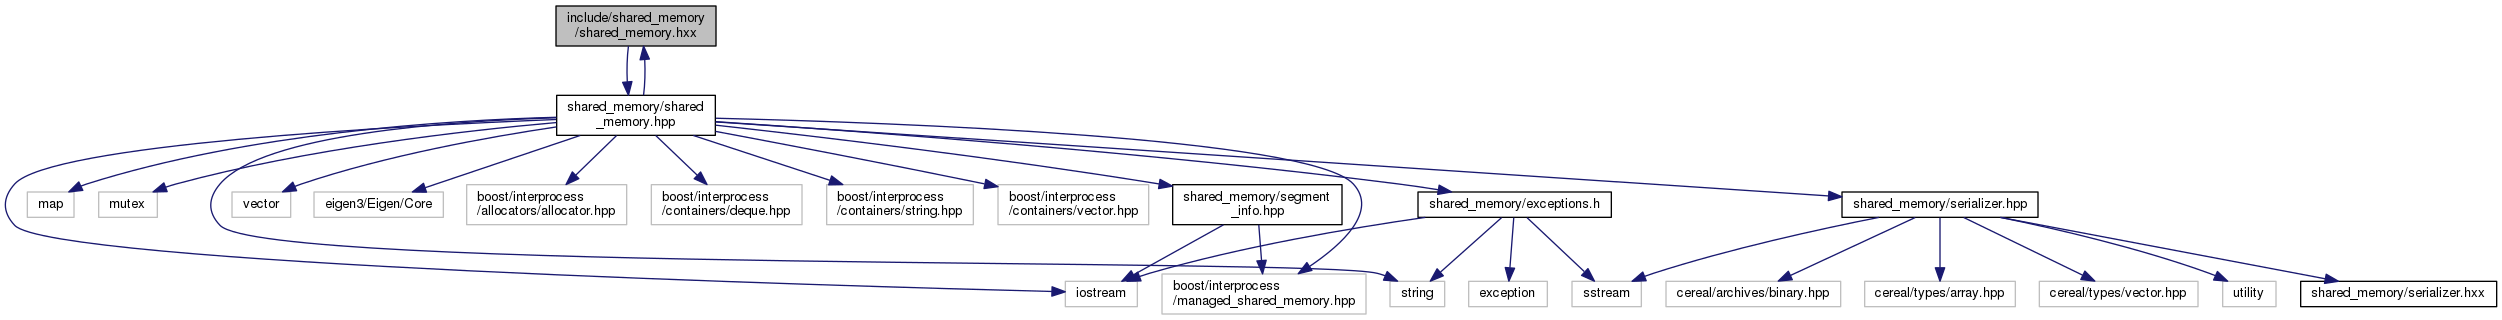 include/shared_memory
/shared_memory.hxx
shared_memory/shared
_memory.hpp
map
mutex
vector
eigen3/Eigen/Core
boost/interprocess
/allocators/allocator.hpp
boost/interprocess
/containers/deque.hpp
boost/interprocess
/containers/string.hpp
boost/interprocess
/containers/vector.hpp
shared_memory/segment
_info.hpp
shared_memory/exceptions.h
shared_memory/serializer.hpp
iostream
boost/interprocess
/managed_shared_memory.hpp
string
exception
sstream
cereal/archives/binary.hpp
cereal/types/array.hpp
cereal/types/vector.hpp
utility
shared_memory/serializer.hxx